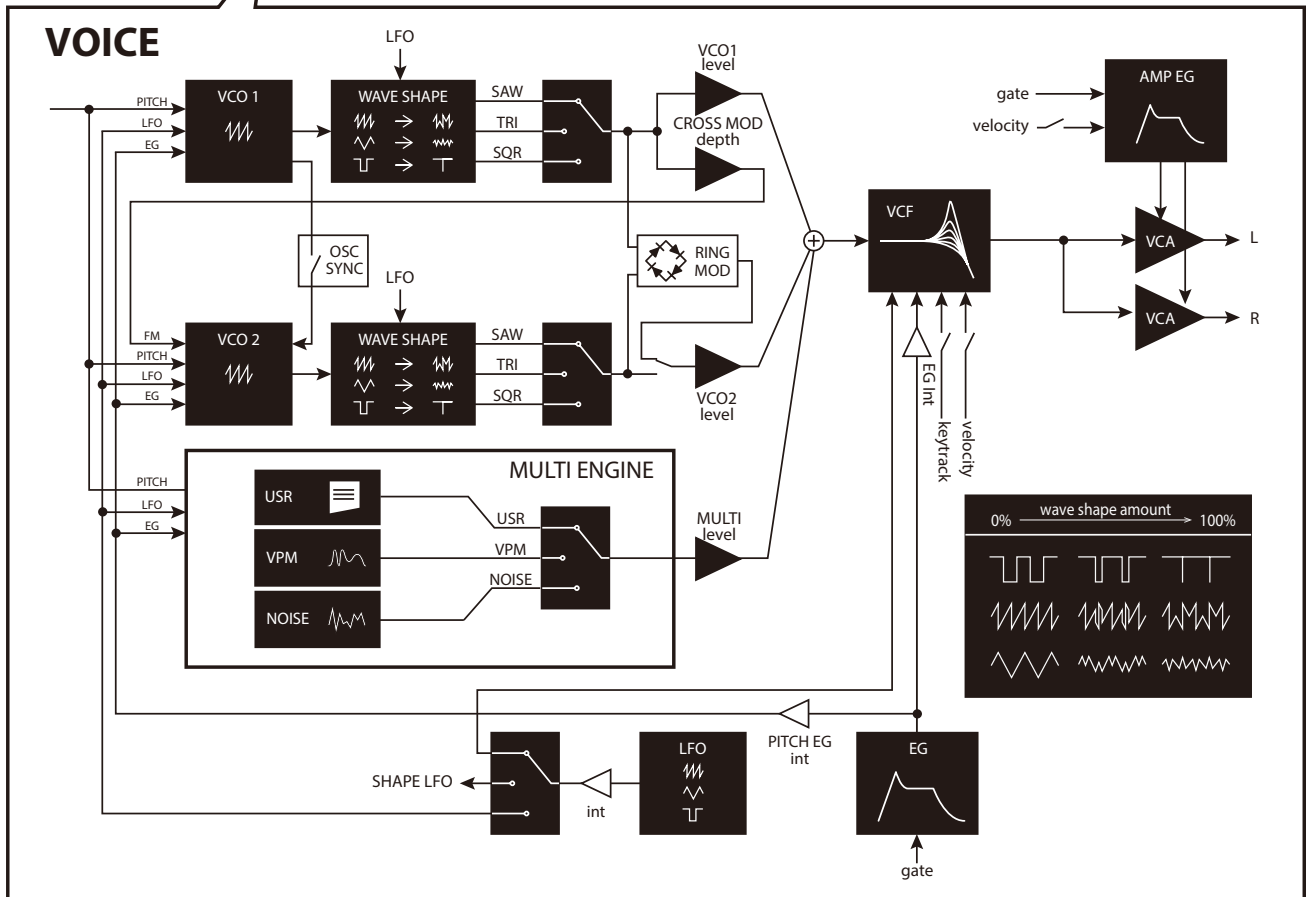 VOICE
LFO
VCO1
level
PITCH
LFO
EG
VCO 1
WAVE SHAPE
SAW
TRI
SQR
CROSS MOD
depth
AMP EG
gate
velocity
OSC
SYNC
LFO
RING
MOD
VCF
VCA
L
VCA
R
FM
PITCH
LFO
EG
VCO 2
WAVE SHAPE
SAW
TRI
SQR
VCO2
level
EG Int
keytrack
velocity
MULTI ENGINE
PITCH
LFO
EG
USR
VPM
NOISE
USR
VPM
NOISE
MULTI
level
wave shape amount
0%
100%
PITCH EG
int
SHAPE LFO
int
LFO
EG
gate